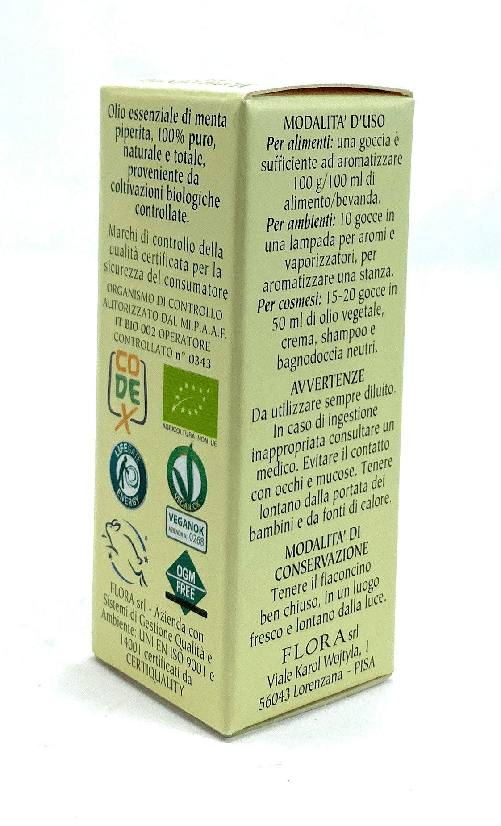 Olio essenziale di menta
piperita, 100% puro,
naturale e totale,
proveniente da
coltivazioni biologiche
controllate.
Marchi di controllo della
qualità certificata per la
sicurezza del consumatore
ORGANISMO DI CONTROLLO
AUTORIZZATO DAL MI.P.A.A.F.
IT BIO 002 OPERATORE
CONTROLLATO n° 0343
CO
DE
X
AGRICOLTURA NON UE
LIFEGATE
ENERGY
VEGANOK
0268
OGM
FREE
FLORA srl - Azienda con
Sistemi di Gestione Qualità e
Ambiente: UNI EN ISO 9001 e
14001 certificati da
CERTIQUALITY
MODALITA' D'USO
Per alimenti: una goccia è
sufficiente ad aromatizzare
100 g/100 ml di
alimento/bevanda.
Per ambienti: 10 gocce in
una lampada per aromi e
vaporizzatori, per
aromatizzare una stanza.
Per cosmesi: 15-20 gocce in
50 ml di olio vegetale,
crema, shampoo e
bagnodoccia neutri.
AVVERTENZE
Da utilizzare sempre diluito.
In caso di ingestione
inappropriata consultare un
medico. Evitare il contatto
con occhi e mucose. Tenere
lontano dalla portata dei
bambini e da fonti di calore.
MODALITA' DI
CONSERVAZIONE
Tenere il flaconcino
ben chiuso, in un luogo
fresco e lontano dalla luce.
FLORA srl
Viale Karol Wojtyla, 1
56043 Lorenzana - PISA